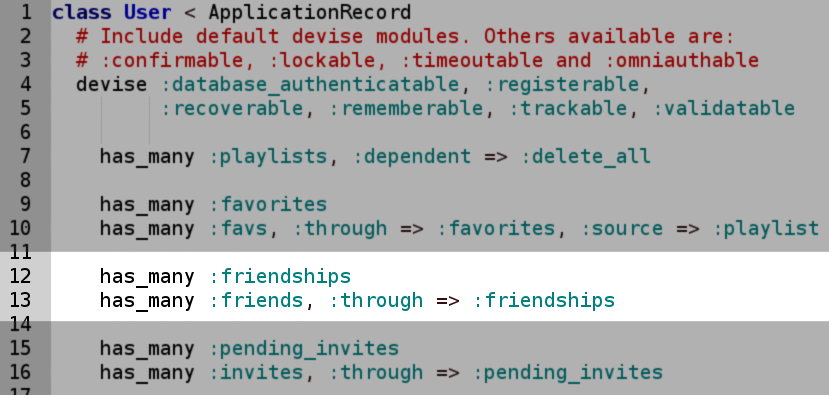 1 class User < ApplicationRecord
2 # Include default devise modules. Others available are:
3 # :confirmable, :lockable, :timeoutable and :omniauthable
4 devise :database_authenticatable, :registerable,
5 :recoverable, :rememberable, :trackable, :validatable
6
7 has_many :playlists, :dependent => :delete_all
8
9 has_many :favorites
10 has_many :favs, :through => :favorites, :source => :playlist
11
12 has_many :friendships
13 has_many :friends, :through => :friendships
14
15 has_many :pending_invites
16 has_many :invites, :through => :pending_invites
17